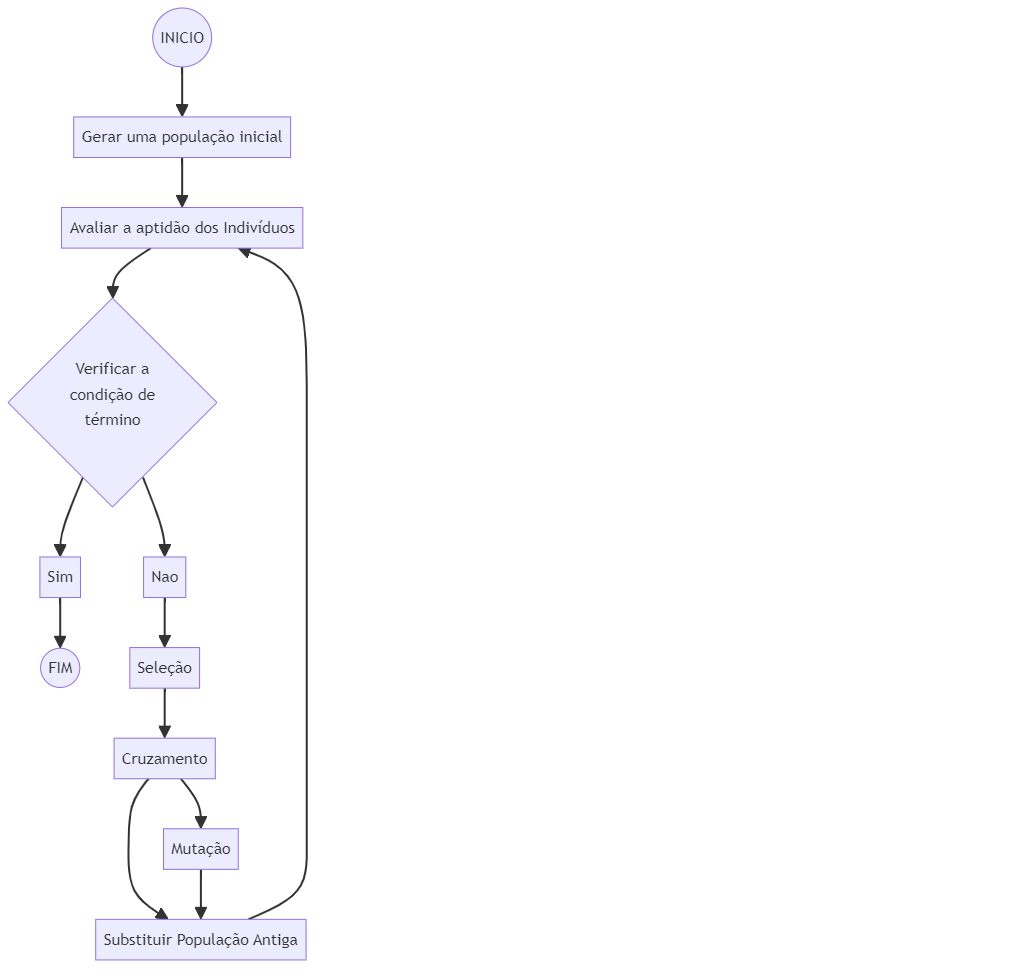 INICIO
Gerar uma população inicial
Avaliar a aptidão dos Indivíduos
Verificar a
condição de
término
Sim
Nao
Seleção
FIM
Cruzamento
Mutação
Substituir População Antiga